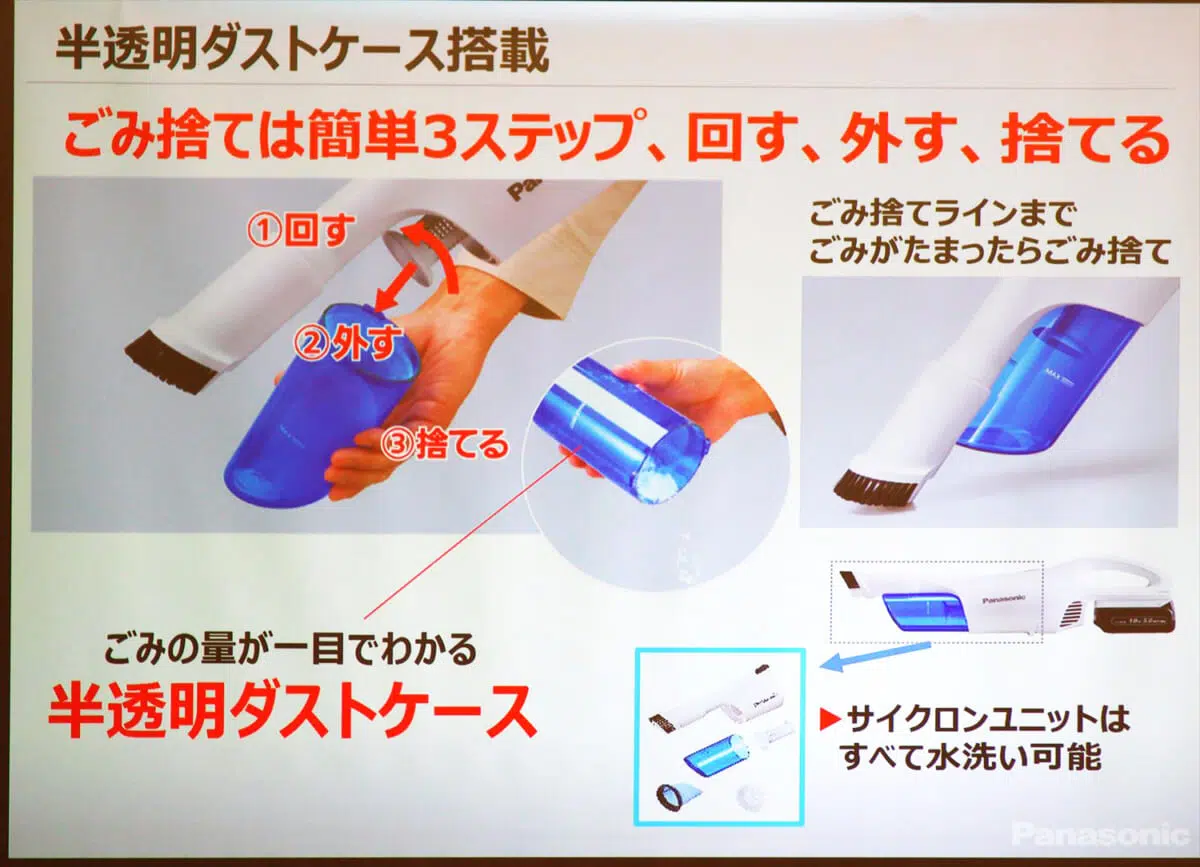 半透明ダストケース搭載
ごみ捨ては簡単3ステップ、回す、外す、捨てる
Pa
①回す
②外す
③捨てる
ごみ捨てラインまで
ごみがたまったらごみ捨て
MAX
Panasonic
ごみの量が一目でわかる
半透明ダストケース
▶サイクロンユニットは
すべて水洗い可能
Panasonic